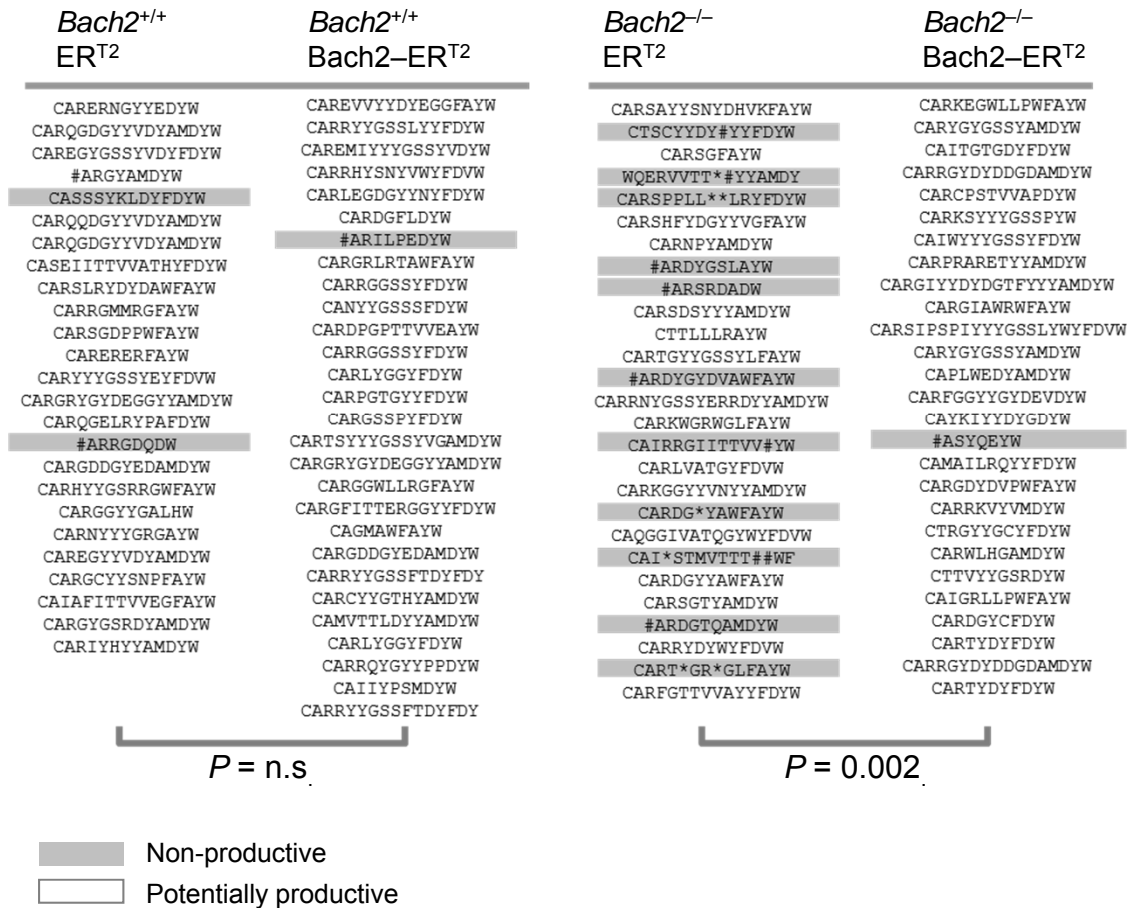 Bach2+/+
ERT2
Bach2+/+
Bach2–ERT2
Bach2–/–
ERT2
Bach2–/–
Bach2–ERT2
CARERNGYYEDYW
CARQGDGYYVDYAMDYW
CAREGYGSSYVDYFDYW
#ARGYAMDYW
CASSSYKLDYFDYW
CARQQDGYYVDYAMDYW
CARQGDGYYVDYAMDYW
CASEIITTVVATHYFDYW
CARSLRYDYDAWFAYW
CARRGMMRGFAYW
CARSGDPPWFAYW
CARERERFAYW
CARYYYGSSYEYFDVW
CARGRYGYDEGGYYAMDYW
CARQGELRYPAFDYW
#ARRGDQDW
CARGDDGYEDAMDYW
CARHYYGSRRGWFAYW
CARGGYYGALHW
CARNYYYGRGAYW
CAREGYYVDYAMDYW
CARGCYYSNPFAYW
CAIAFITTVVEGFAYW
CARGYGSRDYAMDYW
CARIYHYYAMDYW
CAREVVYYDYEGGFAYW
CARRYYGSSLYYFDYW
CAREMIYYYGSSYVDYW
CARRHYSNYVWYFDVW
CARLEGDGYYNYFDYW
CARDGFLDYW
#ARILPEDYW
CARGRLRTAWFAYW
CARRGGSSYFDYW
CANYYGSSSFDYW
CARDPGPTTVVEAYW
CARRGGSSYFDYW
CARLYGGYFDYW
CARPGTGYYFDYW
CARGSSPYFDYW
CARTSYYYGSSYVGAMDYW
CARGRYGYDEGGYYAMDYW
CARGGWLLRGFAYW
CARGFITTERGGYYFDYW
CAGMAWFAYW
CARGDDGYEDAMDYW
CARRYYGSSFTDYFDY
CARCYYGTHYAMDYW
CAMVTTLDYYAMDYW
CARLYGGYFDYW
CARRQYGYYPPDYW
CAIIYPSMDYW
CARRYYGSSFTDYFDY
CARSAYYSNYDHVKFAYW
CTSCYYDY#YYFDYW
CARSGFAYW
WQERVVTT*#YYAMDY
CARSPPLL**LRYFDYW
CARSHFYDGYYVGFAYW
CARNPYAMDYW
#ARDYGSLAYW
#ARSRDADW
CARSDSYYYAMDYW
CTTLLLRAYW
CARTGYYGSSYLFAYW
#ARDYGYDVAWFAYW
CARRNYGSSYERRDYYAMDYW
CARKWGRWGLFAYW
CAIRRGIITTVV#YW
CARLVATGYFDVW
CARKGGYYVNYYAMDYW
CARDG*YAWFAYW
CAQGGIVATQGYWYFDVW
CAI*STMVTTT##WF
CARDGYYAWFAYW
CARSGTYAMDYW
#ARDGTQAMDYW
CARRYDYWYFDVW
CART*GR*GLFAYW
CARFGTTVVAYYFDYW
CARKEGWLLPWFAYW
CARYGYGSSYAMDYW
CAITGTGDYFDYW
CARRGYDYDDGDAMDYW
CARCPSTVVAPDYW
CARKSYYYGSSPYW
CAIWYYYGSSYFDYW
CARPRARETYYAMDYW
CARGIYYDYDGTFYYYAMDYW
CARGIAWRWFAYW
CARSIPSPIYYYGSSLYWYFDVW
CARYGYGSSYAMDYW
CAPLWEDYAMDYW
CARFGGYYGYDEVDYW
CAYKIYYDYGDYW
#ASYQEYW
CAMAILRQYYFDYW
CARGDYDVPWFAYW
CARRKVYVMDYW
CTRGYYGCYFDYW
CARWLHGAMDYW
CTTVYYGSRDYW
CAIGRLLPWFAYW
CARDGYCFDYW
CARTYDYFDYW
CARRGYDYDDGDAMDYW
CARTYDYFDYW
P = n.s.
P = 0.002.
Non-productive
Potentially productive